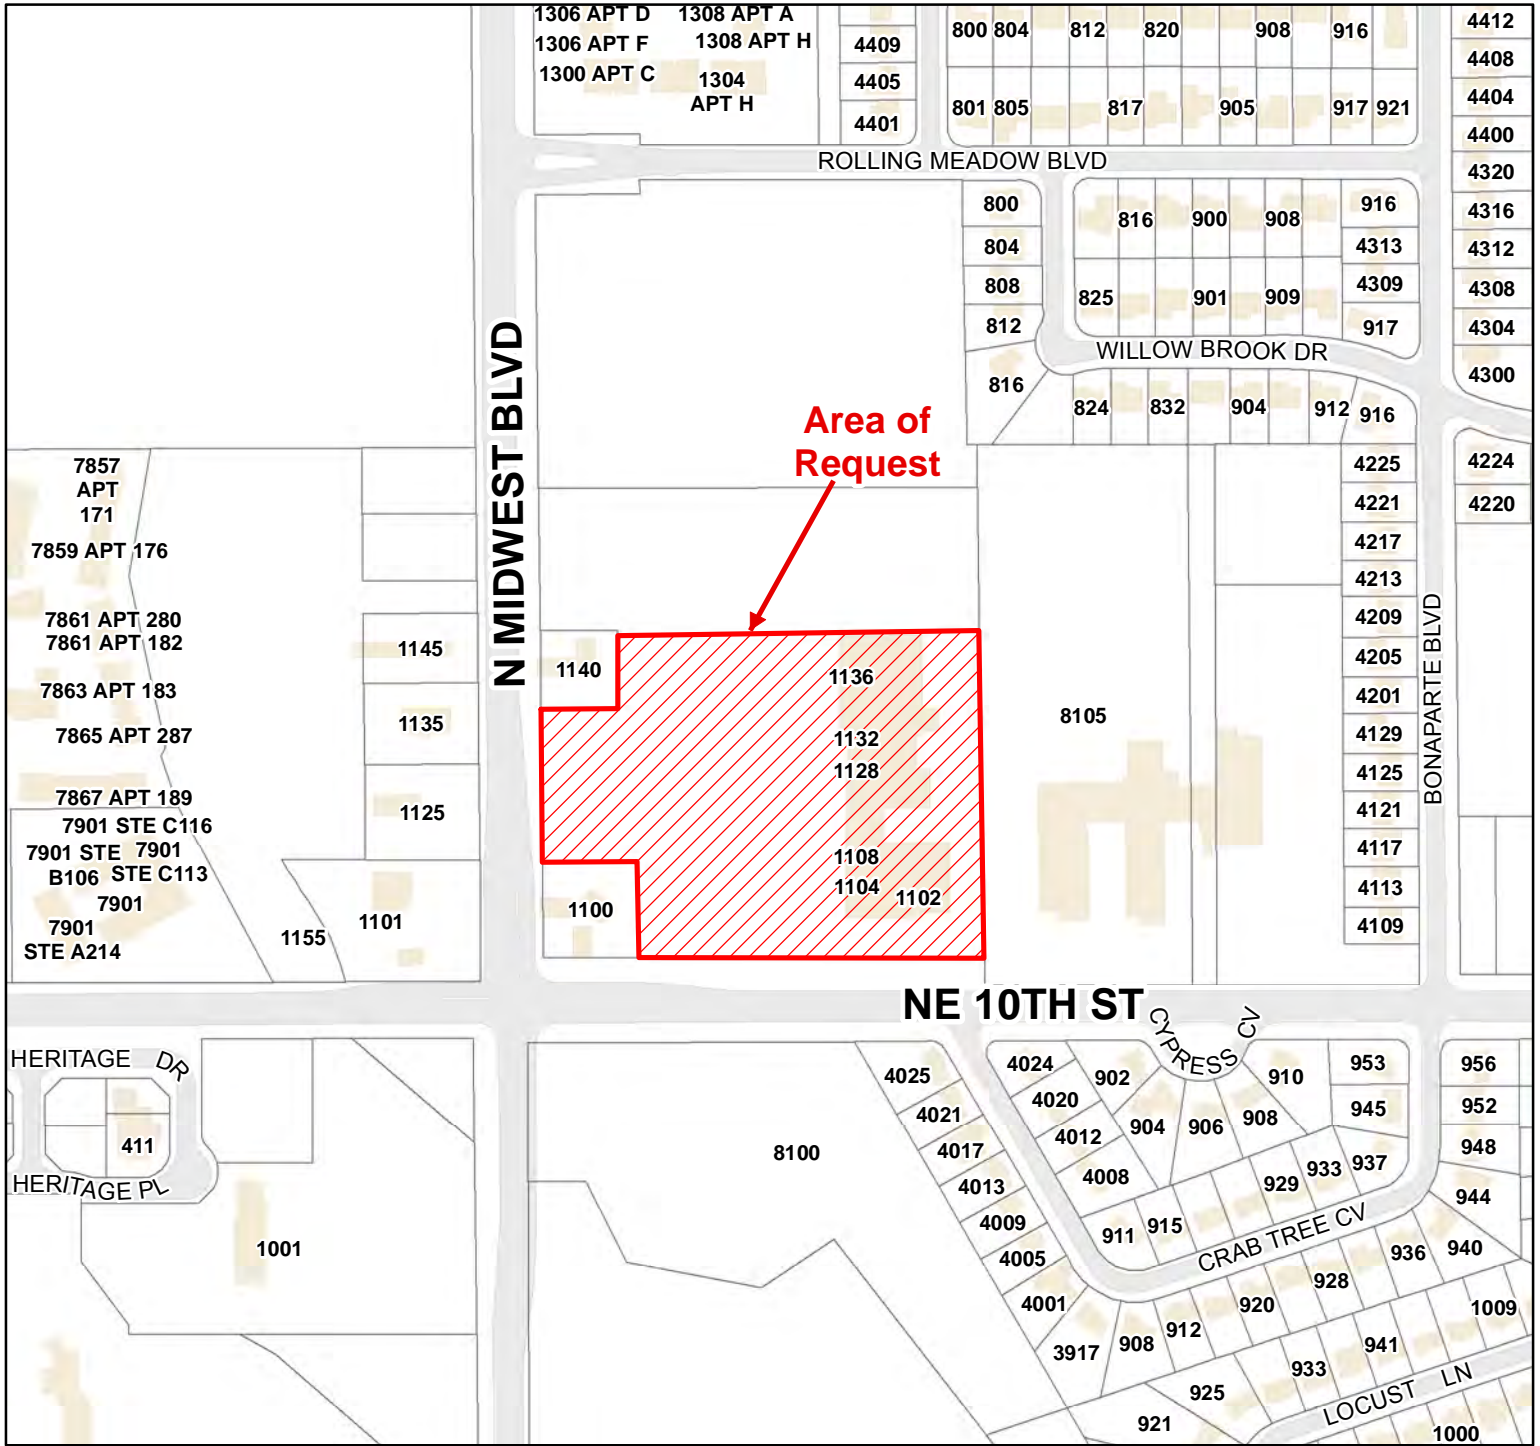 1306 APT D
1308 APT A
1306 APT F
1308 APT H
1300 APT C
1304
APT H
4409
4405
4401
800 804 812 820 908 916
801 805 817 905 917 921
4412
4408
4404
4400
4320
4316
4312
4308
4304
4300
ROLLING MEADOW BLVD
800
804
808
812
816
816 900 908 916
4313
4309
825 901 909 917
WILLOW BROOK DR
824 832 904 912 916
N MIDWEST BLVD
Area of
Request
7857
APT
171
7859 APT 176
7861 APT 280
7861 APT 182
7863 APT 183
7865 APT 287
7867 APT 189
7901 STE C116
7901 STE
B106
7901
STE C113
7901
7901
STE A214
1145
1135
1125
1101
1155
1140
1100
1136
1132
1128
1108
1104
1102
8105
4225
4221
4217
4213
4209
4205
4201
4129
4125
4121
4117
4113
4109
BONAPARTE BLVD
4224
4220
NE 10TH ST
HERITAGE DR
411
HERITAGE PL
1001
8100
4025
4021
4017
4013
4009
4005
4001
3917
4024
4020
4012
4008
CYPRESS CV
902
904
906
908
910
953
945
937
933
929
915
911
956
952
948
944
940
936
928
920
912
908
CRAB TREE CV
1009
941
933
925
921
LOCUST LN
1000